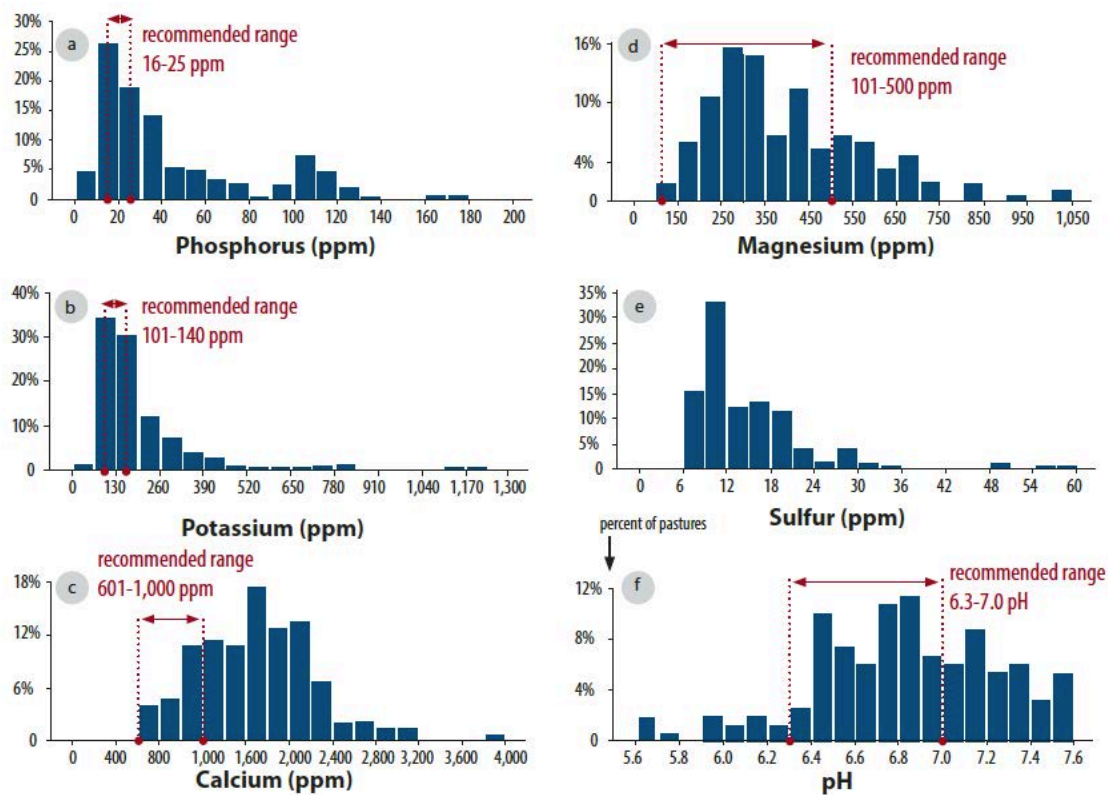 a
30%
25%
20%
15%
10%
5%
0
recommended range
16-25 ppm
0 20 40 60 80 100 120 140 160 180 200
Phosphorus (ppm)
b
40%
30%
20%
10%
0
recommended range
101-140 ppm
0 130 260 390 520 650 780 910 1,040 1,170 1,300
Potassium (ppm)
c
recommended range
601-1,000 ppm
18%
12%
6%
0
0 400 800 1,000 1,600 2,000 2,400 2,800 3,200 3,600 4,000
Calcium (ppm)
d
16%
10%
4%
0
recommended range
101-500 ppm
0 150 250 350 450 550 650 750 850 950 1,050
Magnesium (ppm)
e
35%
30%
25%
20%
15%
10%
5%
0
0 6 12 18 24 30 36 42 48 54 60
Sulfur (ppm)
percent of pastures
f
12%
8%
4%
0
recommended range
6.3-7.0 pH
5.6 5.8 6.0 6.2 6.4 6.6 6.8 7.0 7.2 7.4 7.6
pH